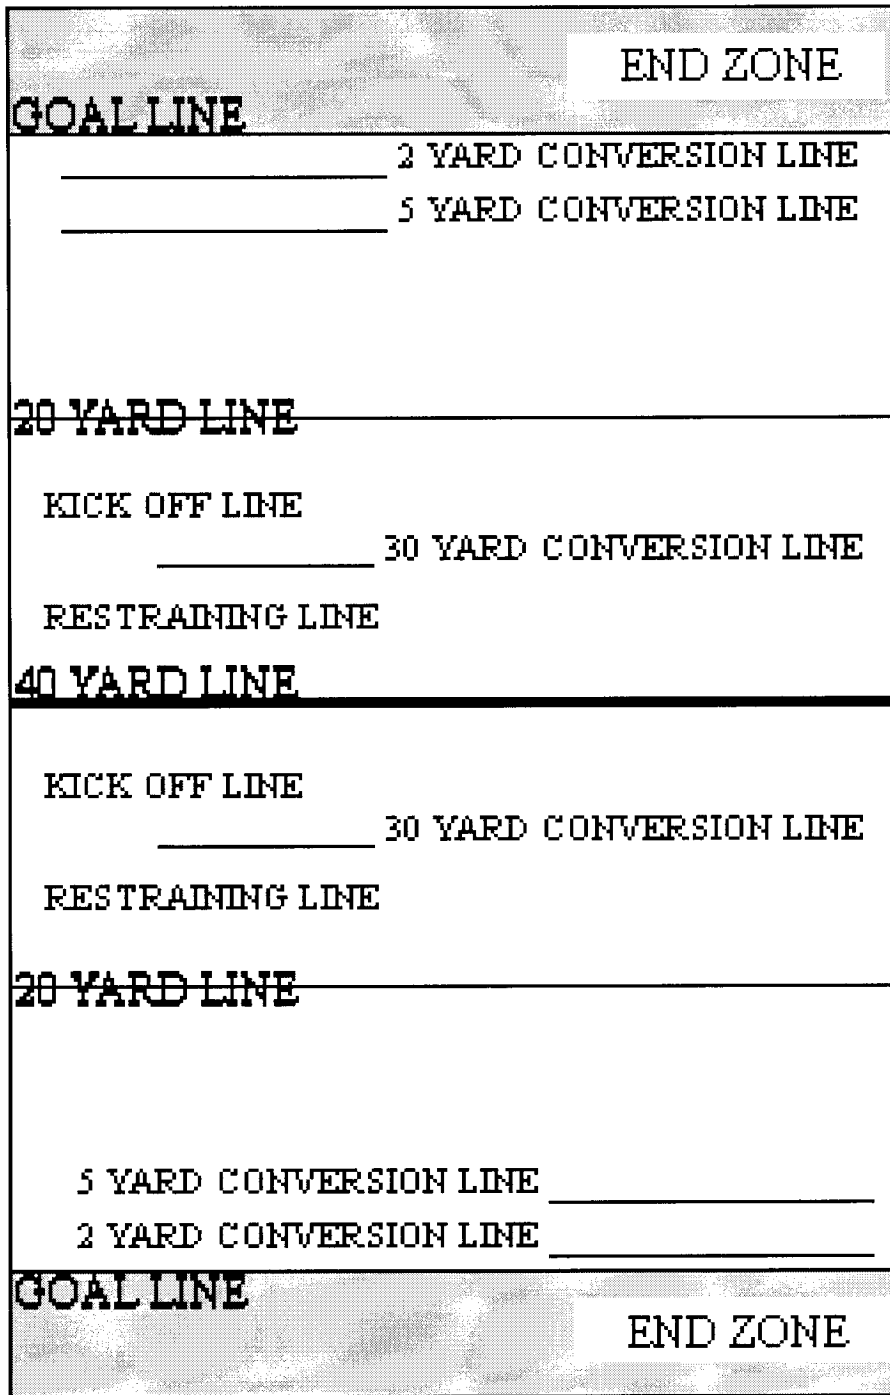 END ZONE
GOAL LINE
2 YARD CONVERSION LINE
5 YARD CONVERSION LINE
20 YARD LINE
KICK OFF LINE
30 YARD CONVERSION LINE
RESTRAINING LINE
40 YARD LINE
KICK OFF LINE
30 YARD CONVERSION LINE
RESTRAINING LINE
20 YARD LINE
5 YARD CONVERSION LINE
2 YARD CONVERSION LINE
GOAL LINE
END ZONE